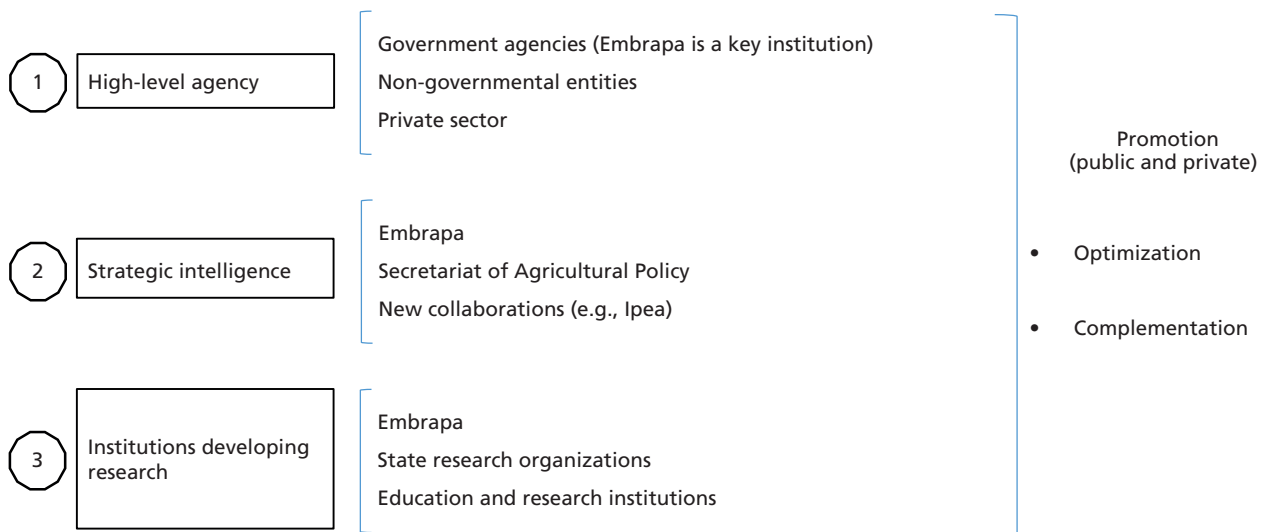 1
High-level agency
Government agencies (Embrapa is a key institution)
Non-governmental entities
Private sector
2
Strategic intelligence
Embrapa
Secretariat of Agricultural Policy
New collaborations (e.g., Ipea)
3
Institutions developing
research
Embrapa
State research organizations
Education and research institutions
Promotion
(public and private)
• Optimization
• Complementation